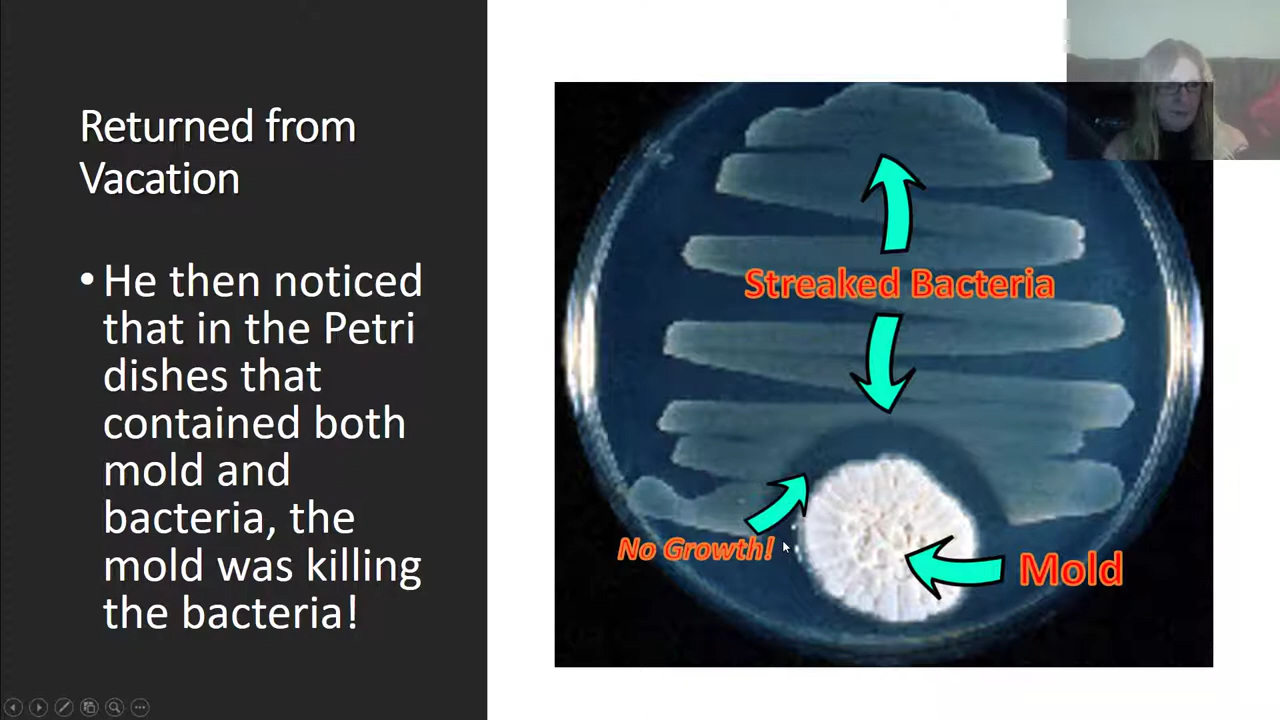 Returned from
Vacation
• He then noticed
that in the Petri
dishes that
contained both
mold and
bacteria, the
mold was killing
the bacteria!
Streaked Bacteria
No Growth!
Mold